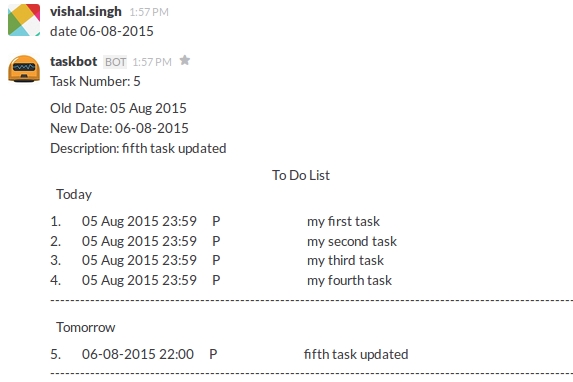 vishal.singh 1:57 PM
date 06-08-2015
taskbot BOT 1:57 PM
Task Number: 5
Old Date: 05 Aug 2015
New Date: 06-08-2015
Description: fifth task updated
To Do List
Today
1. 05 Aug 2015 23:59 P my first task
2. 05 Aug 2015 23:59 P my second task
3. 05 Aug 2015 23:59 P my third task
4. 05 Aug 2015 23:59 P my fourth task
Tomorrow
5. 06-08-2015 22:00 P fifth task updated